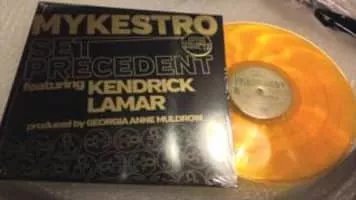 MYKESTRO
SET
PRECEDENT
featuring KENDRICK
LAMAR
produced by GEORGIA ANNE MULDROW